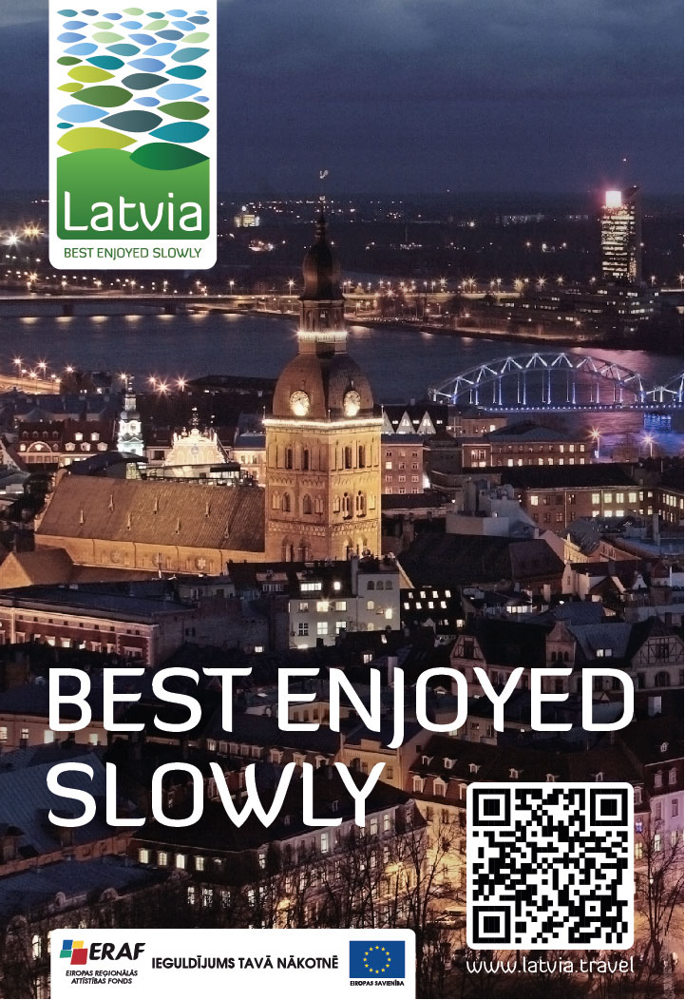 Latvia
BEST ENJOYED SLOWLY
BEST ENJOYED
SLOWLY
www.latvia.travel
ERAF
EIROPAS REĢIONĀLĀS
ATTĪSTĪBAS FONDS
IEGULDĪJUMS TAVĀ NĀKOTNĒ
EIROPAS SAVIENĪBA